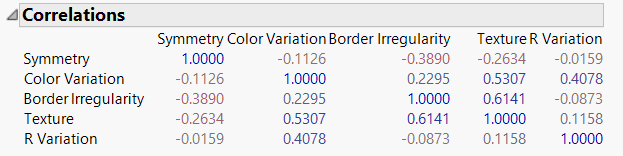 Correlations
Symmetry Color Variation Border Irregularity Texture R Variation
Symmetry 1.0000 -0.1126 -0.3890 -0.2634 -0.0159
Color Variation -0.1126 1.0000 0.2295 0.5307 0.4078
Border Irregularity -0.3890 0.2295 1.0000 0.6141 -0.0873
Texture -0.2634 0.5307 0.6141 1.0000 0.1158
R Variation -0.0159 0.4078 -0.0873 0.1158 1.0000